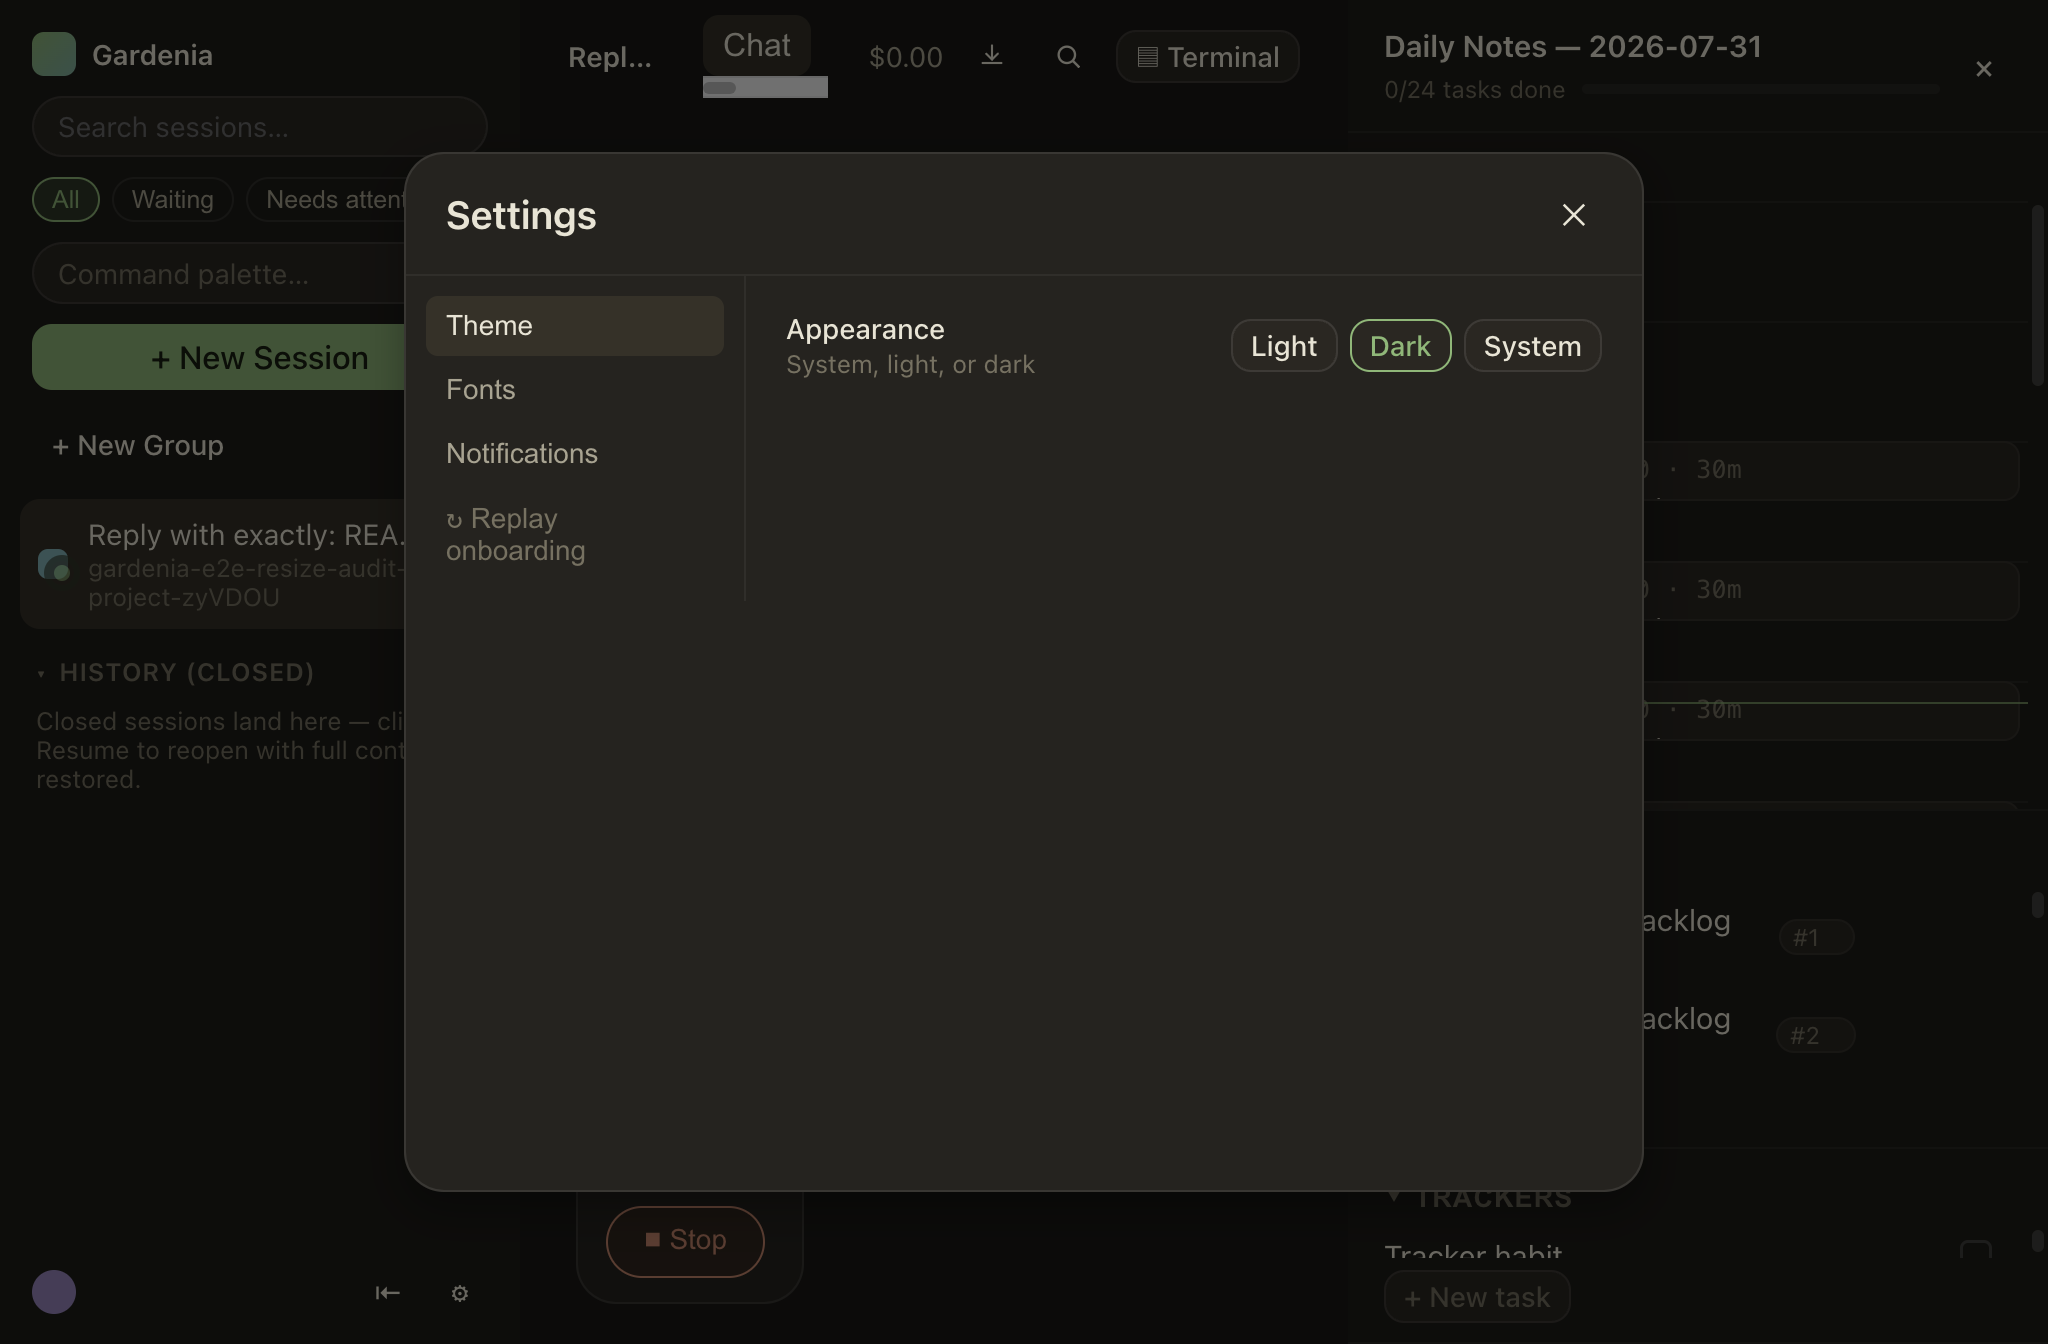 Gardenia
Search sessions...
All
Waiting
Needs attent
Command palette...
+ New Session
+ New Group
Reply with exactly: REA.
gardenia-e2e-resize-audit-
project-zyVDOU
▾ HISTORY (CLOSED)
Closed sessions land here — cli
Resume to reopen with full cont
restored.
Repl...
Chat
$0.00
Terminal
Daily Notes — 2026-07-31
0/24 tasks done
×
Settings
Theme
Fonts
Notifications
↻ Replay
onboarding
Appearance
System, light, or dark
Light
Dark
System
· 30m
· 30m
· 30m
acklog
#1
acklog
#2
■ Stop
▼ TRACKERS
Tracker habit
+ New task